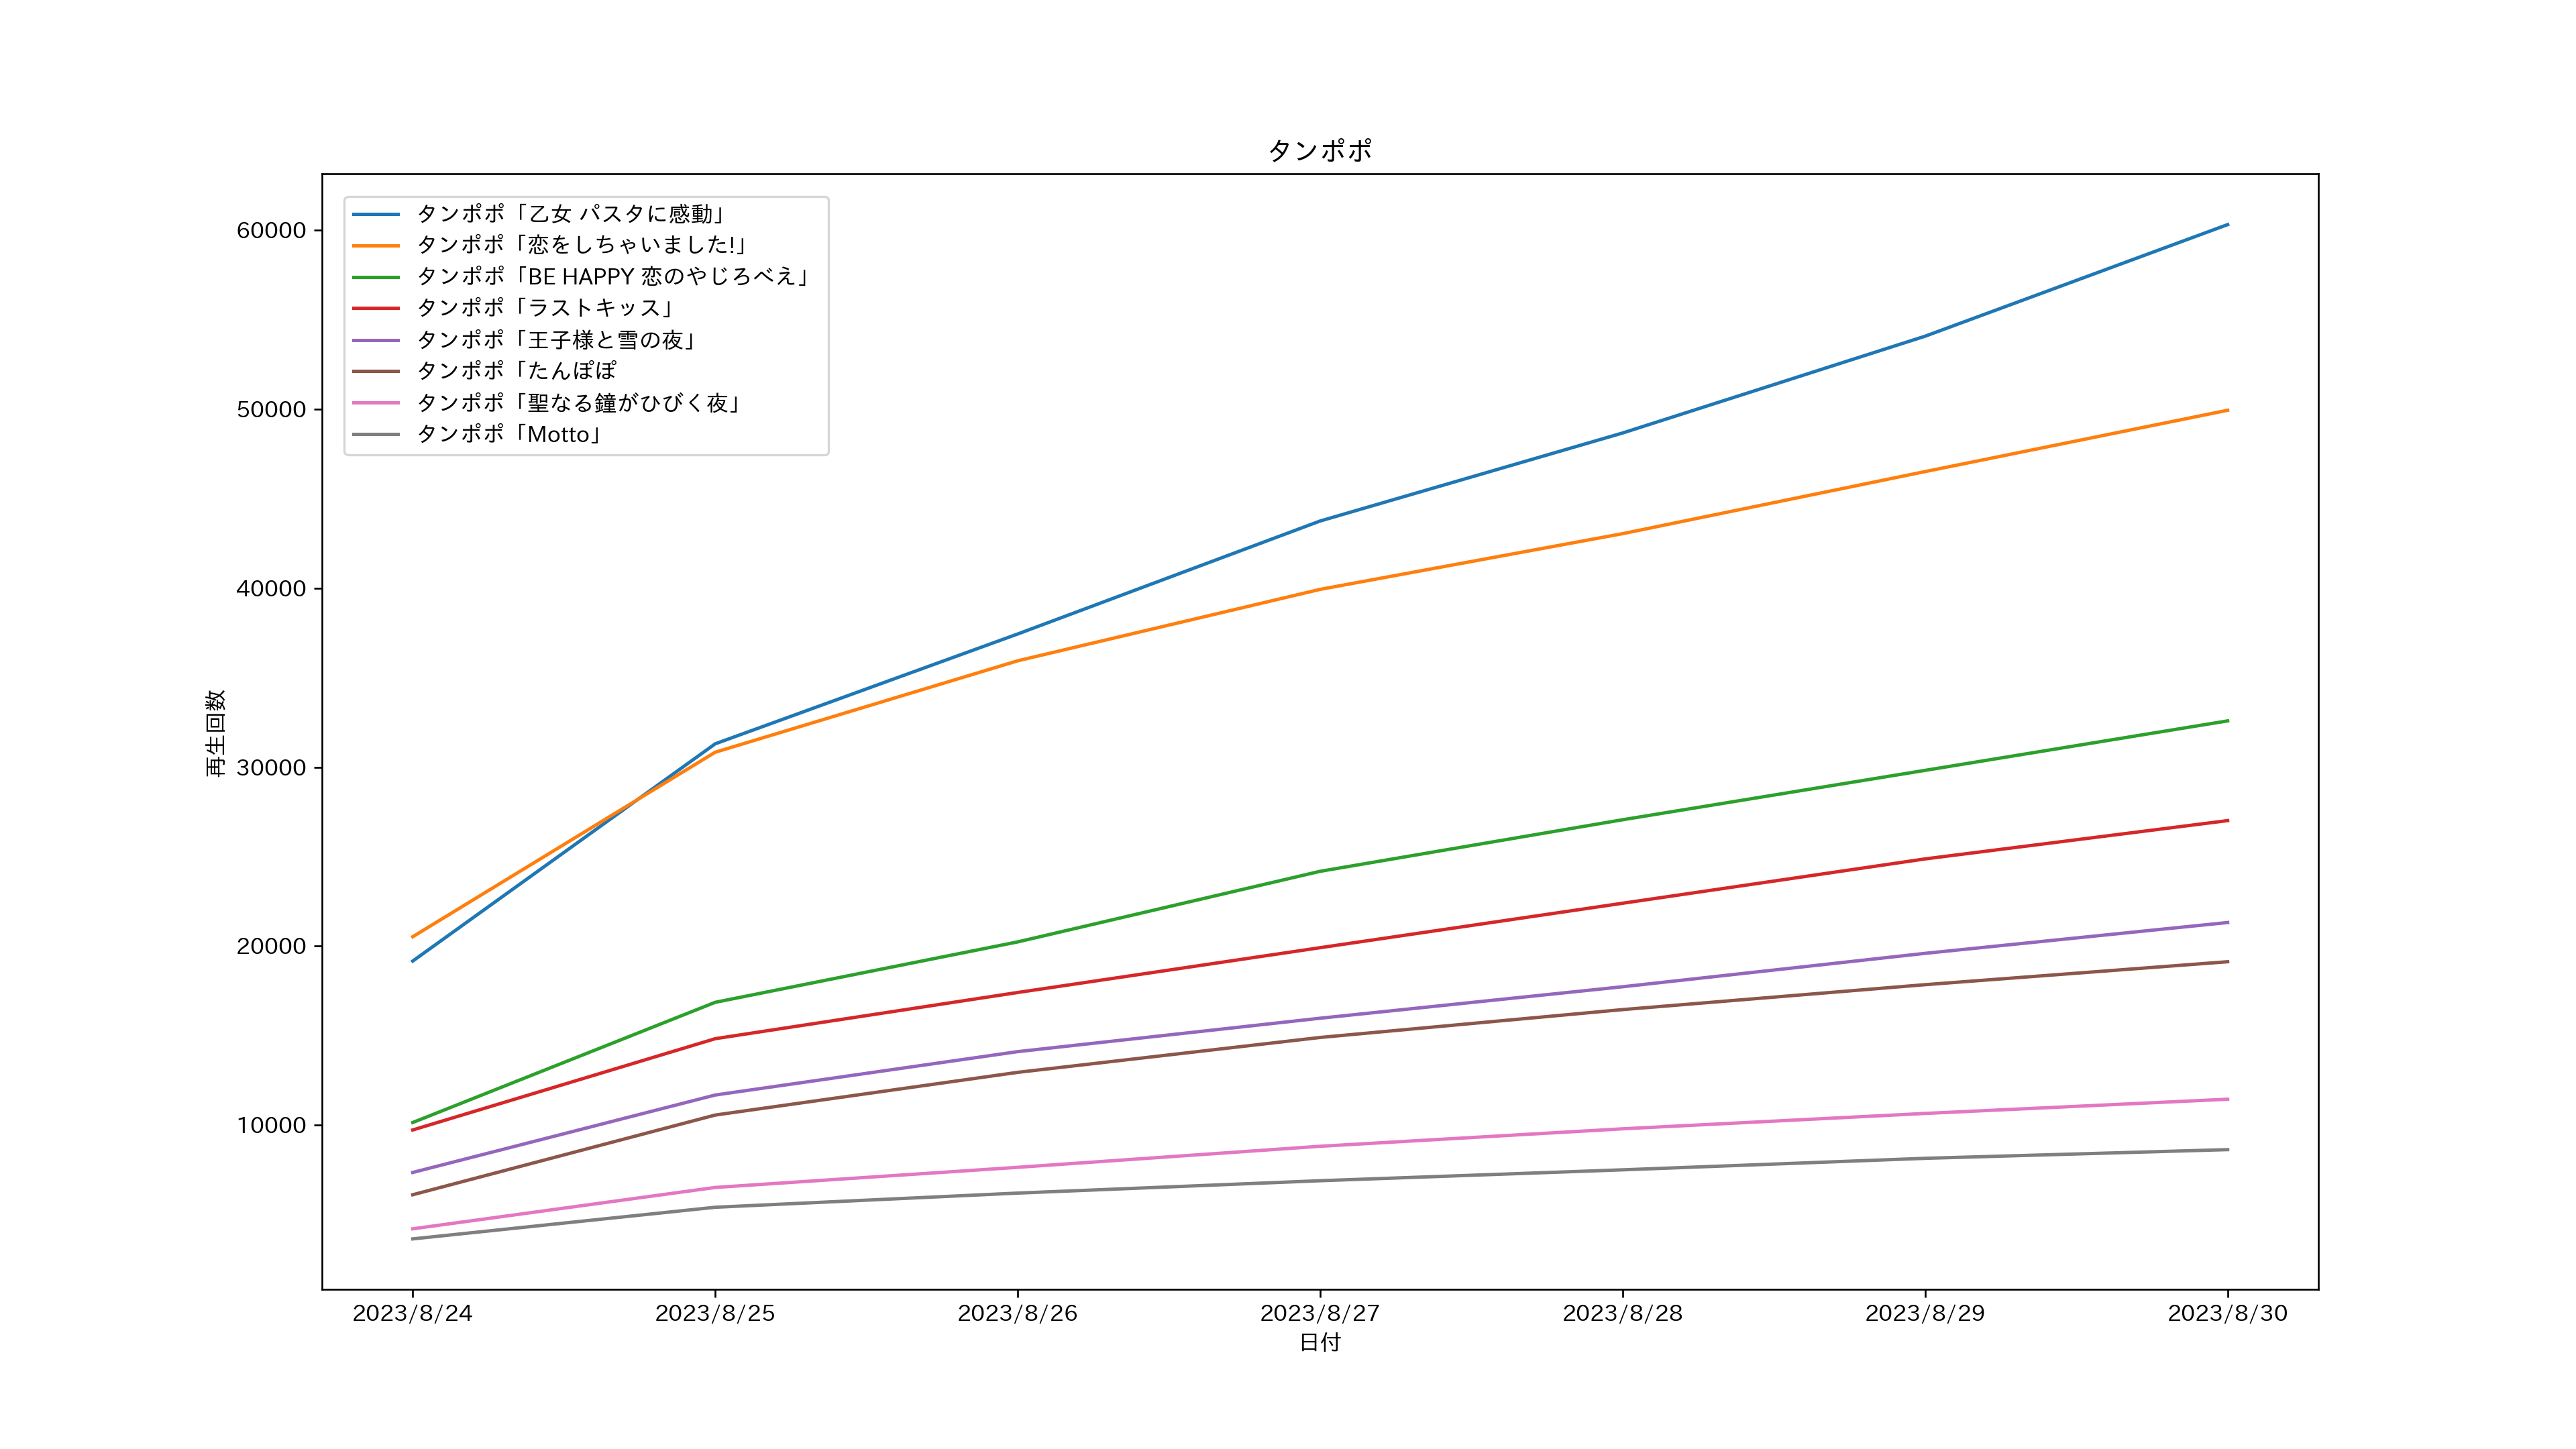 タンポポ
タンポポ「乙女 パスタに感動」
タンポポ「恋をしちゃいました!」
タンポポ「BE HAPPY 恋のやじろべえ」
タンポポ「ラストキッス」
タンポポ「王子様と雪の夜」
タンポポ「たんぽぽ
タンポポ「聖なる鐘がひびく夜」
タンポポ「Motto」
60000
50000
40000
30000
20000
10000
再生回数
2023/8/24 2023/8/25 2023/8/26 2023/8/27 2023/8/28 2023/8/29 2023/8/30
日付